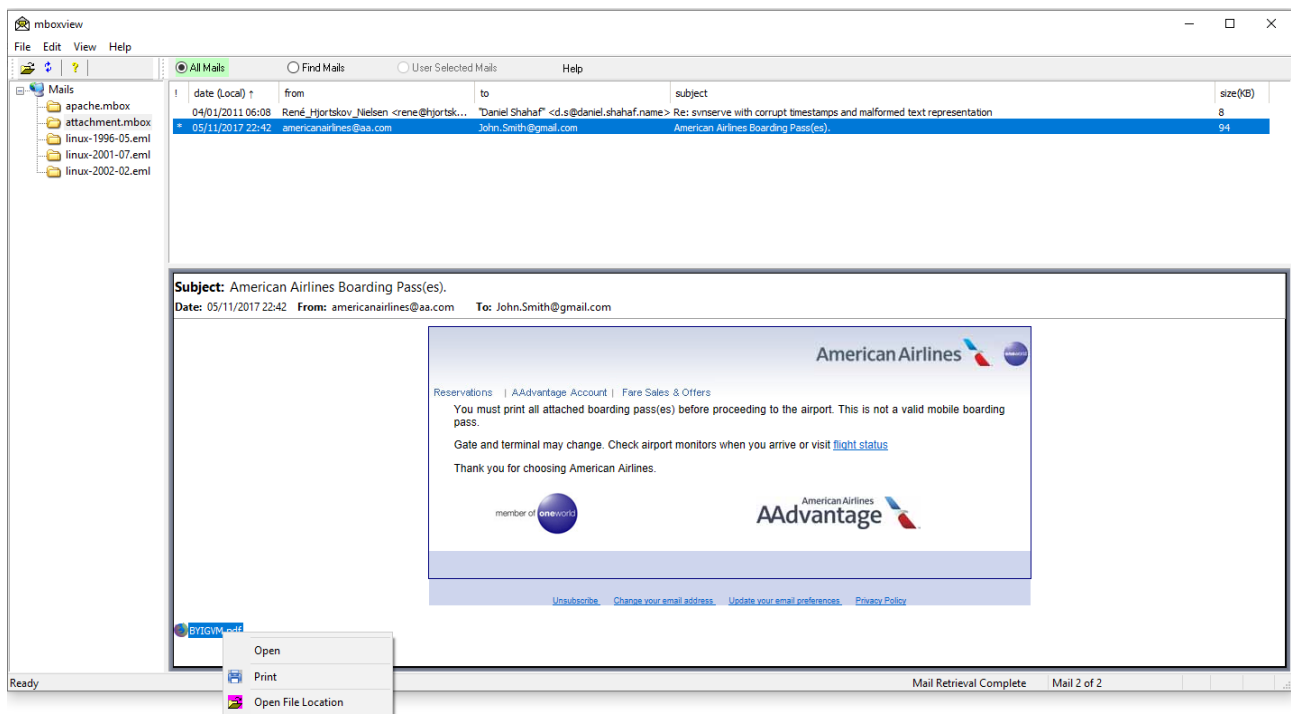 mboxview
File Edit View Help
All Mails Find Mails User Selected Mails Help
Mails
apache.mbox
attachment.mbox
linux-1996-05.eml
linux-2001-07.eml
linux-2002-02.eml
! date (Local) ↑ from to subject size(KB)
04/01/2011 06:08 René_Hjortskov_Nielsen <rene@hjortsk... "Daniel Shahaf" <d.s@daniel.shahaf.name> Re: svnserve with corrupt timestamps and malformed text representation 8
* 05/11/2017 22:42 americanairlines@aa.com John.Smith@gmail.com American Airlines Boarding Pass(es). 94
Subject: American Airlines Boarding Pass(es).
Date: 05/11/2017 22:42 From: americanairlines@aa.com To: John.Smith@gmail.com
American Airlines oneworld
Reservations | AAdvantage Account | Fare Sales & Offers
You must print all attached boarding pass(es) before proceeding to the airport. This is not a valid mobile boarding
pass.
Gate and terminal may change. Check airport monitors when you arrive or visit flight status
Thank you for choosing American Airlines.
member of oneworld
American Airlines
AAdvantage
Unsubscribe Change your email address Update your email preferences Privacy Policy
BYIGVM.pdf
Open
Print
Open File Location
Ready Mail Retrieval Complete Mail 2 of 2